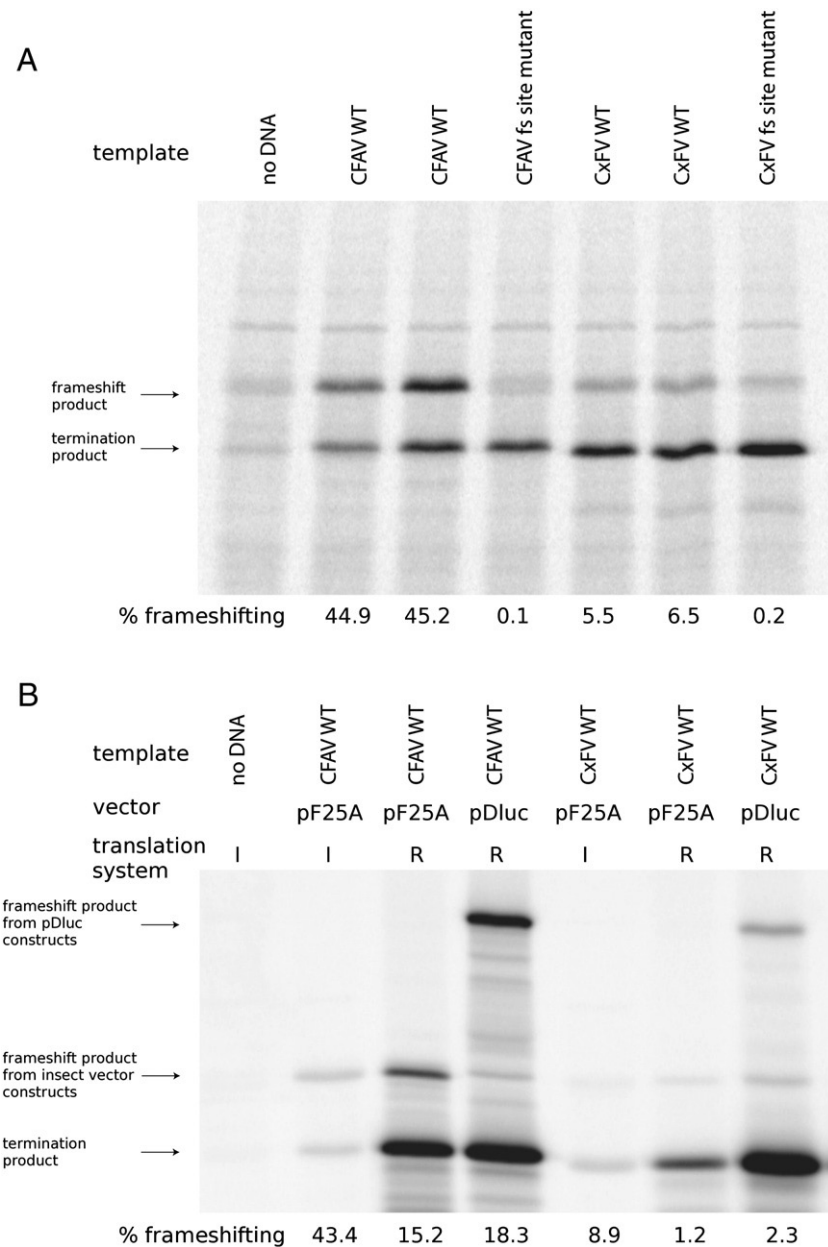 A
template
no DNA
CFAV WT
CFAV WT
CFAV fs site mutant
CxFV WT
CxFV WT
CxFV fs site mutant
frameshift
product
termination
product
% frameshifting 44.9 45.2 0.1 5.5 6.5 0.2
B
template
no DNA
CFAV WT
CFAV WT
CFAV WT
CxFV WT
CxFV WT
CxFV WT
vector pF25A pF25A pDluc pF25A pF25A pDluc
translation
system
I I R R I R R
frameshift product
from pDluc
constructs
frameshift product
from insect vector
constructs
termination
product
% frameshifting 43.4 15.2 18.3 8.9 1.2 2.3